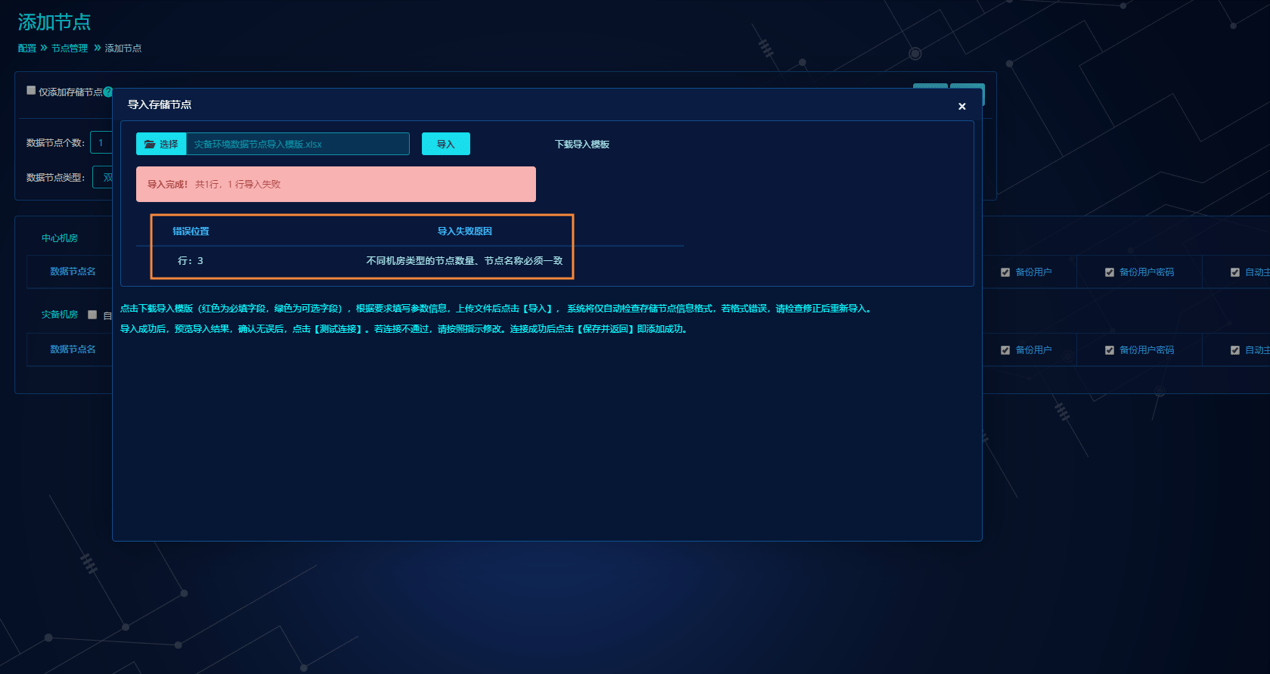 添加节点
配置 » 节点管理 » 添加节点
仅添加存储节点 ?
导入存储节点 ×
数据节点个数: 1
选择 灾备环境数据节点导入模版.xlsx 导入 下载导入模板
数据节点类型: 双
导入完成! 共1行, 1 行导入失败
错误位置 导入失败原因
中心机房
行: 3 不同机房类型的节点数量、节点名称必须一致
数据节点名 备份用户 备份用户密码 自动主
点击下载导入模版（红色为必填字段，绿色为可选字段），根据要求填写参数信息，上传文件后点击【导入】， 系统将仅自动检查存储节点信息格式，若格式错误，请检查修正后重新导入。
灾备机房 自
导入成功后，预览导入结果，确认无误后，点击【测试连接】。若连接不通过，请按照指示修改。连接成功后点击【保存并返回】即添加成功。
数据节点名 备份用户 备份用户密码 自动主